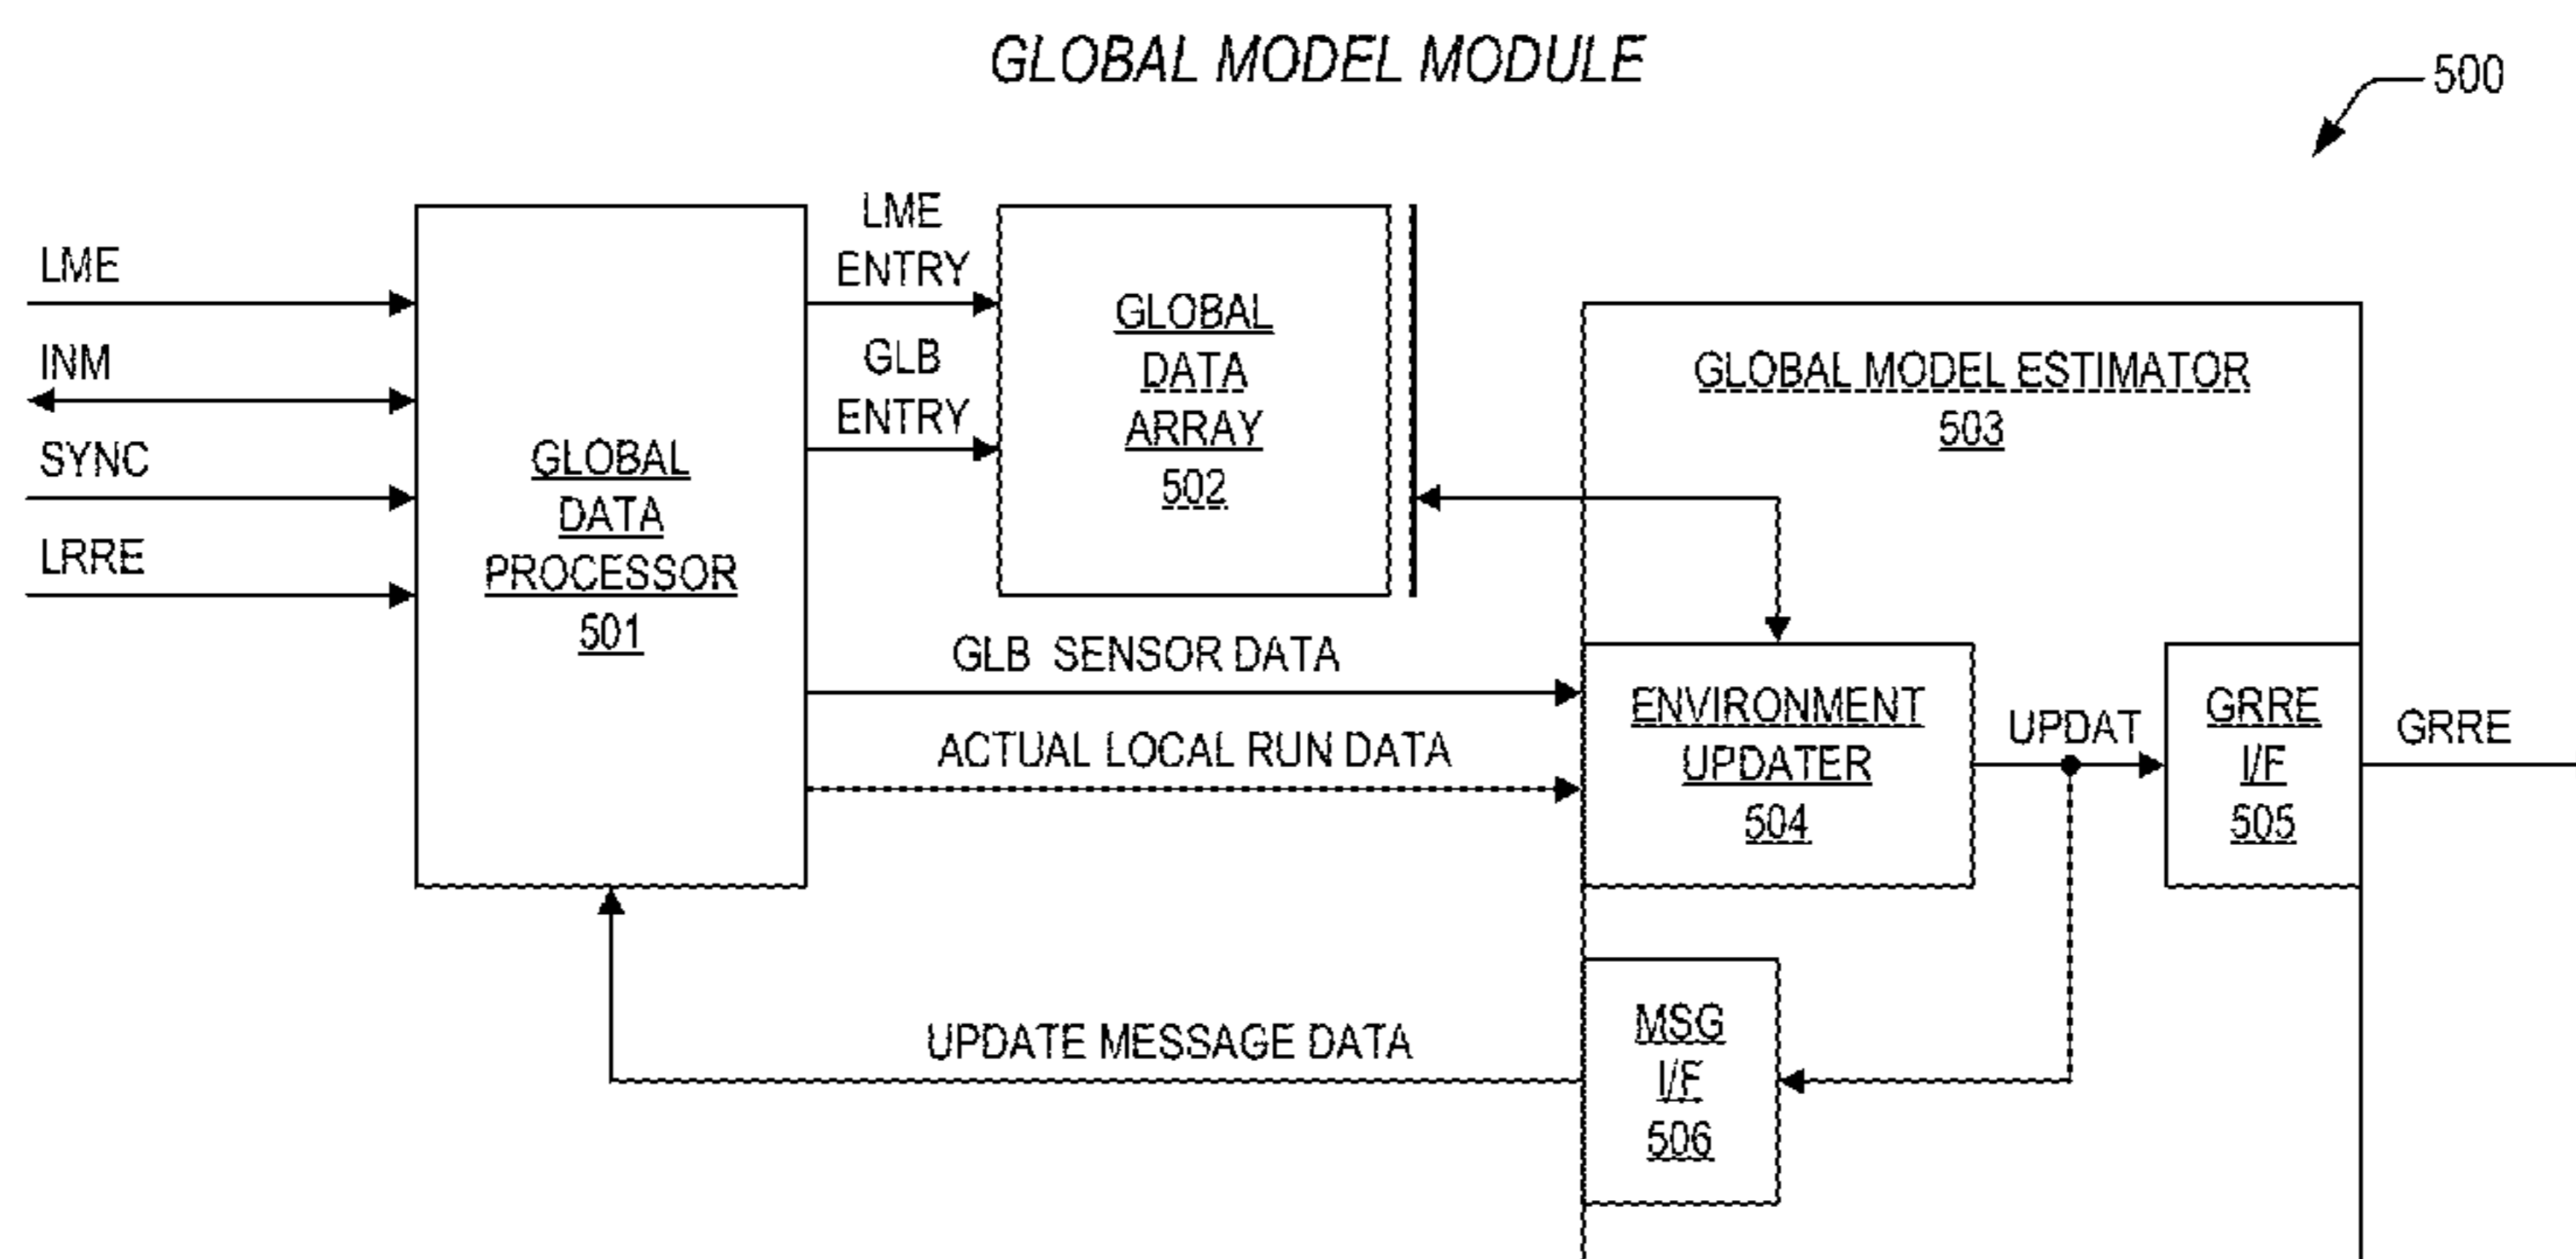 GLOBAL MODEL MODULE
500
LME
INM
SYNC
LRRE
GLOBAL
DATA
PROCESSOR
501
LME
ENTRY
GLB
ENTRY
GLOBAL
DATA
ARRAY
502
GLOBAL MODEL ESTIMATOR
503
GLB SENSOR DATA
ACTUAL LOCAL RUN DATA
ENVIRONMENT
UPDATER
504
UPDAT
GRRE
I/F
505
GRRE
UPDATE MESSAGE DATA
MSG
I/F
506